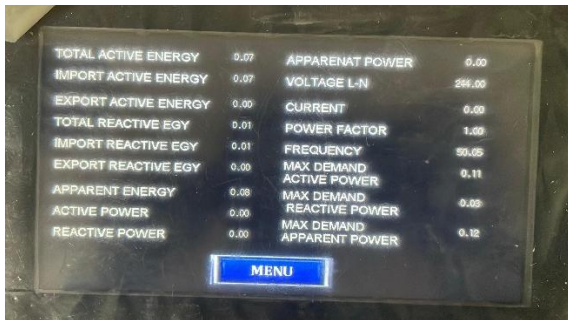 TOTAL ACTIVE ENERGY 0.07
IMPORT ACTIVE ENERGY 0.07
EXPORT ACTIVE ENERGY 0.00
TOTAL REACTIVE EGY 0.01
IMPORT REACTIVE EGY 0.01
EXPORT REACTIVE EGY 0.00
APPARENT ENERGY 0.08
ACTIVE POWER 0.00
REACTIVE POWER 0.00
APPARENAT POWER 0.00
VOLTAGE L-N 244.00
CURRENT 0.00
POWER FACTOR 1.00
FREQUENCY 50.05
MAX DEMAND
ACTIVE POWER 0.11
MAX DEMAND
REACTIVE POWER 0.03
MAX DEMAND
APPARENT POWER 0.12
MENU